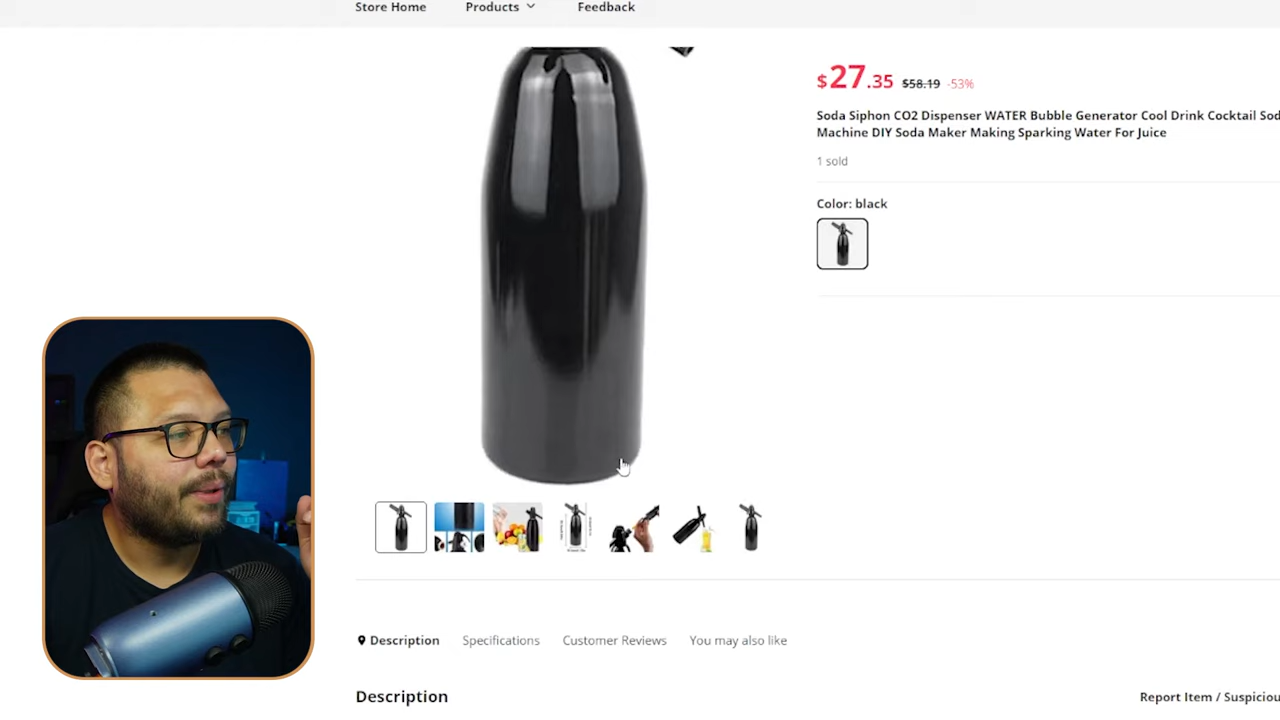 Store Home Products Feedback
$27.35 $58.19 -53%
Soda Siphon CO2 Dispenser WATER Bubble Generator Cool Drink Cocktail Sod
Machine DIY Soda Maker Making Sparking Water For Juice
1 sold
Color: black
Description Specifications Customer Reviews You may also like
Description
Report Item / Suspiciou